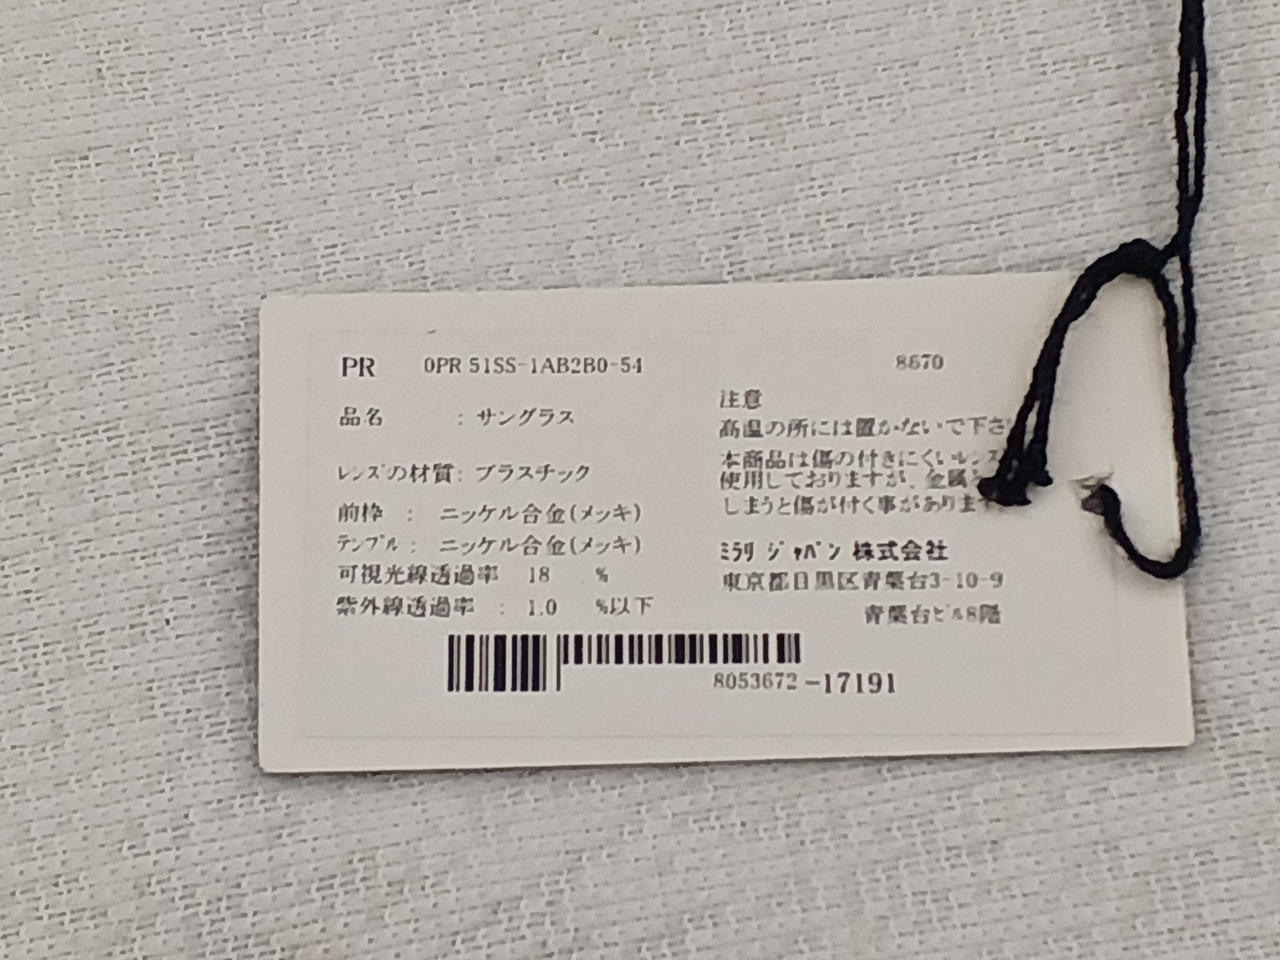 PR 0PR 51SS-1AB2B0-54 8670
品名 : サングラス
レンズの材質: プラスチック
前枠 : ニッケル合金(メッキ)
テンプル : ニッケル合金(メッキ)
可視光線透過率 18 %
紫外線透過率 : 1.0 %以下
注意
高温の所には置かないで下さ
本商品は傷の付きにくいレンズ
使用しておりますが、金属
しまうと傷が付く事があります
ミラリ ジャパン 株式会社
東京都目黒区青葉台3-10-9
青葉台ビル8階
8053672-17191